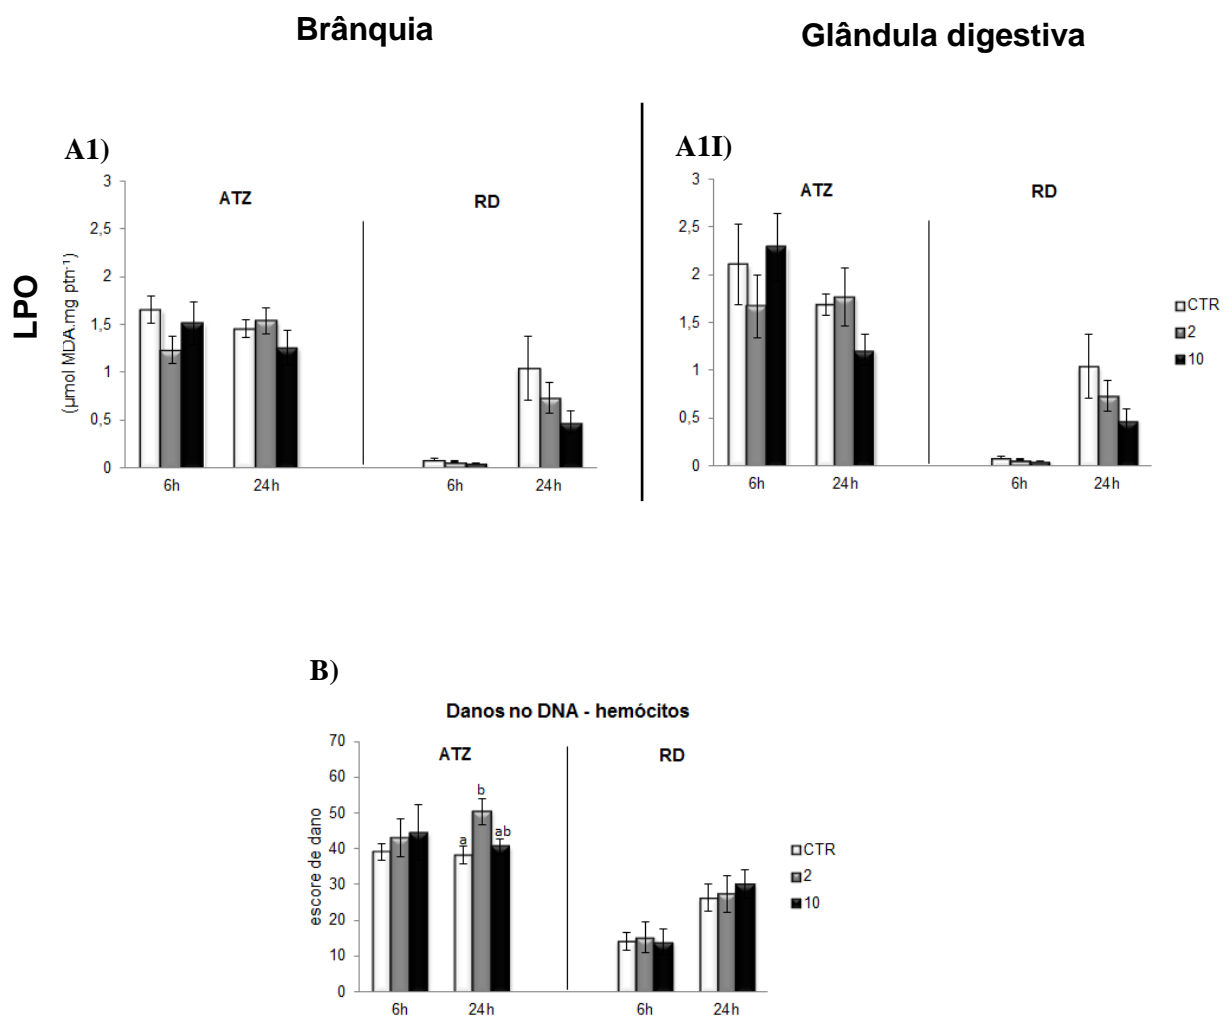 Brânquia
Glândula digestiva
A1)
A1I)
LPO
(µmol MDA.mg ptn⁻¹)
3
2,5
2
1,5
1
0,5
0
ATZ
RD
6h
24h
6h
24h
3
2,5
2
1,5
1
0,5
0
ATZ
RD
6h
24h
6h
24h
CTR
2
10
B)
Danos no DNA - hemócitos
escore de dano
70
60
50
40
30
20
10
0
ATZ
RD
a
b
ab
6h
24h
6h
24h
CTR
2
10